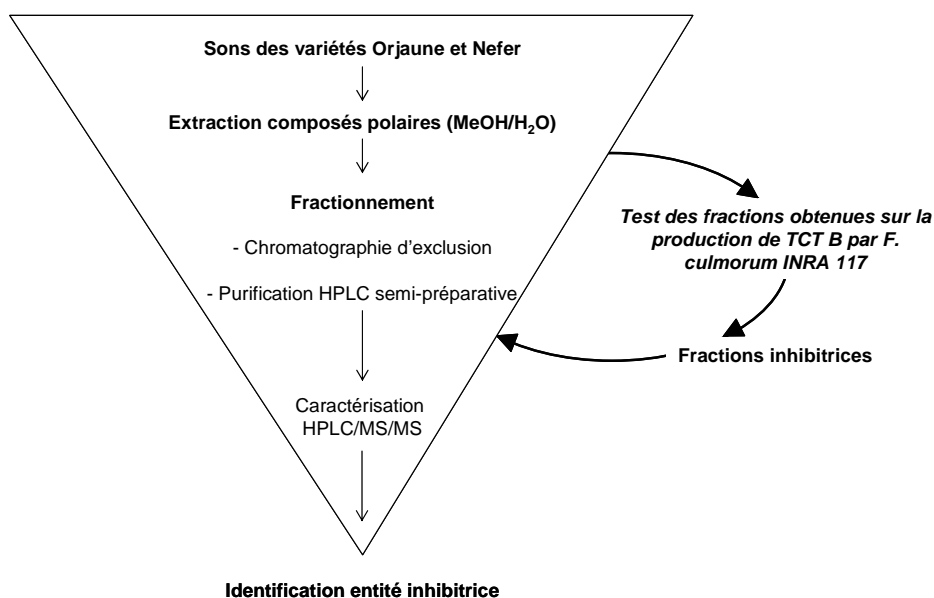 Sons des variétés Orjaune et Nefer
Extraction composés polaires (MeOH/H₂O)
Fractionnement
- Chromatographie d'exclusion
- Purification HPLC semi-préparative
Caractérisation
HPLC/MS/MS
Identification entité inhibitrice
Test des fractions obtenues sur la
production de TCT B par F.
culmorum INRA 117
Fractions inhibitrices